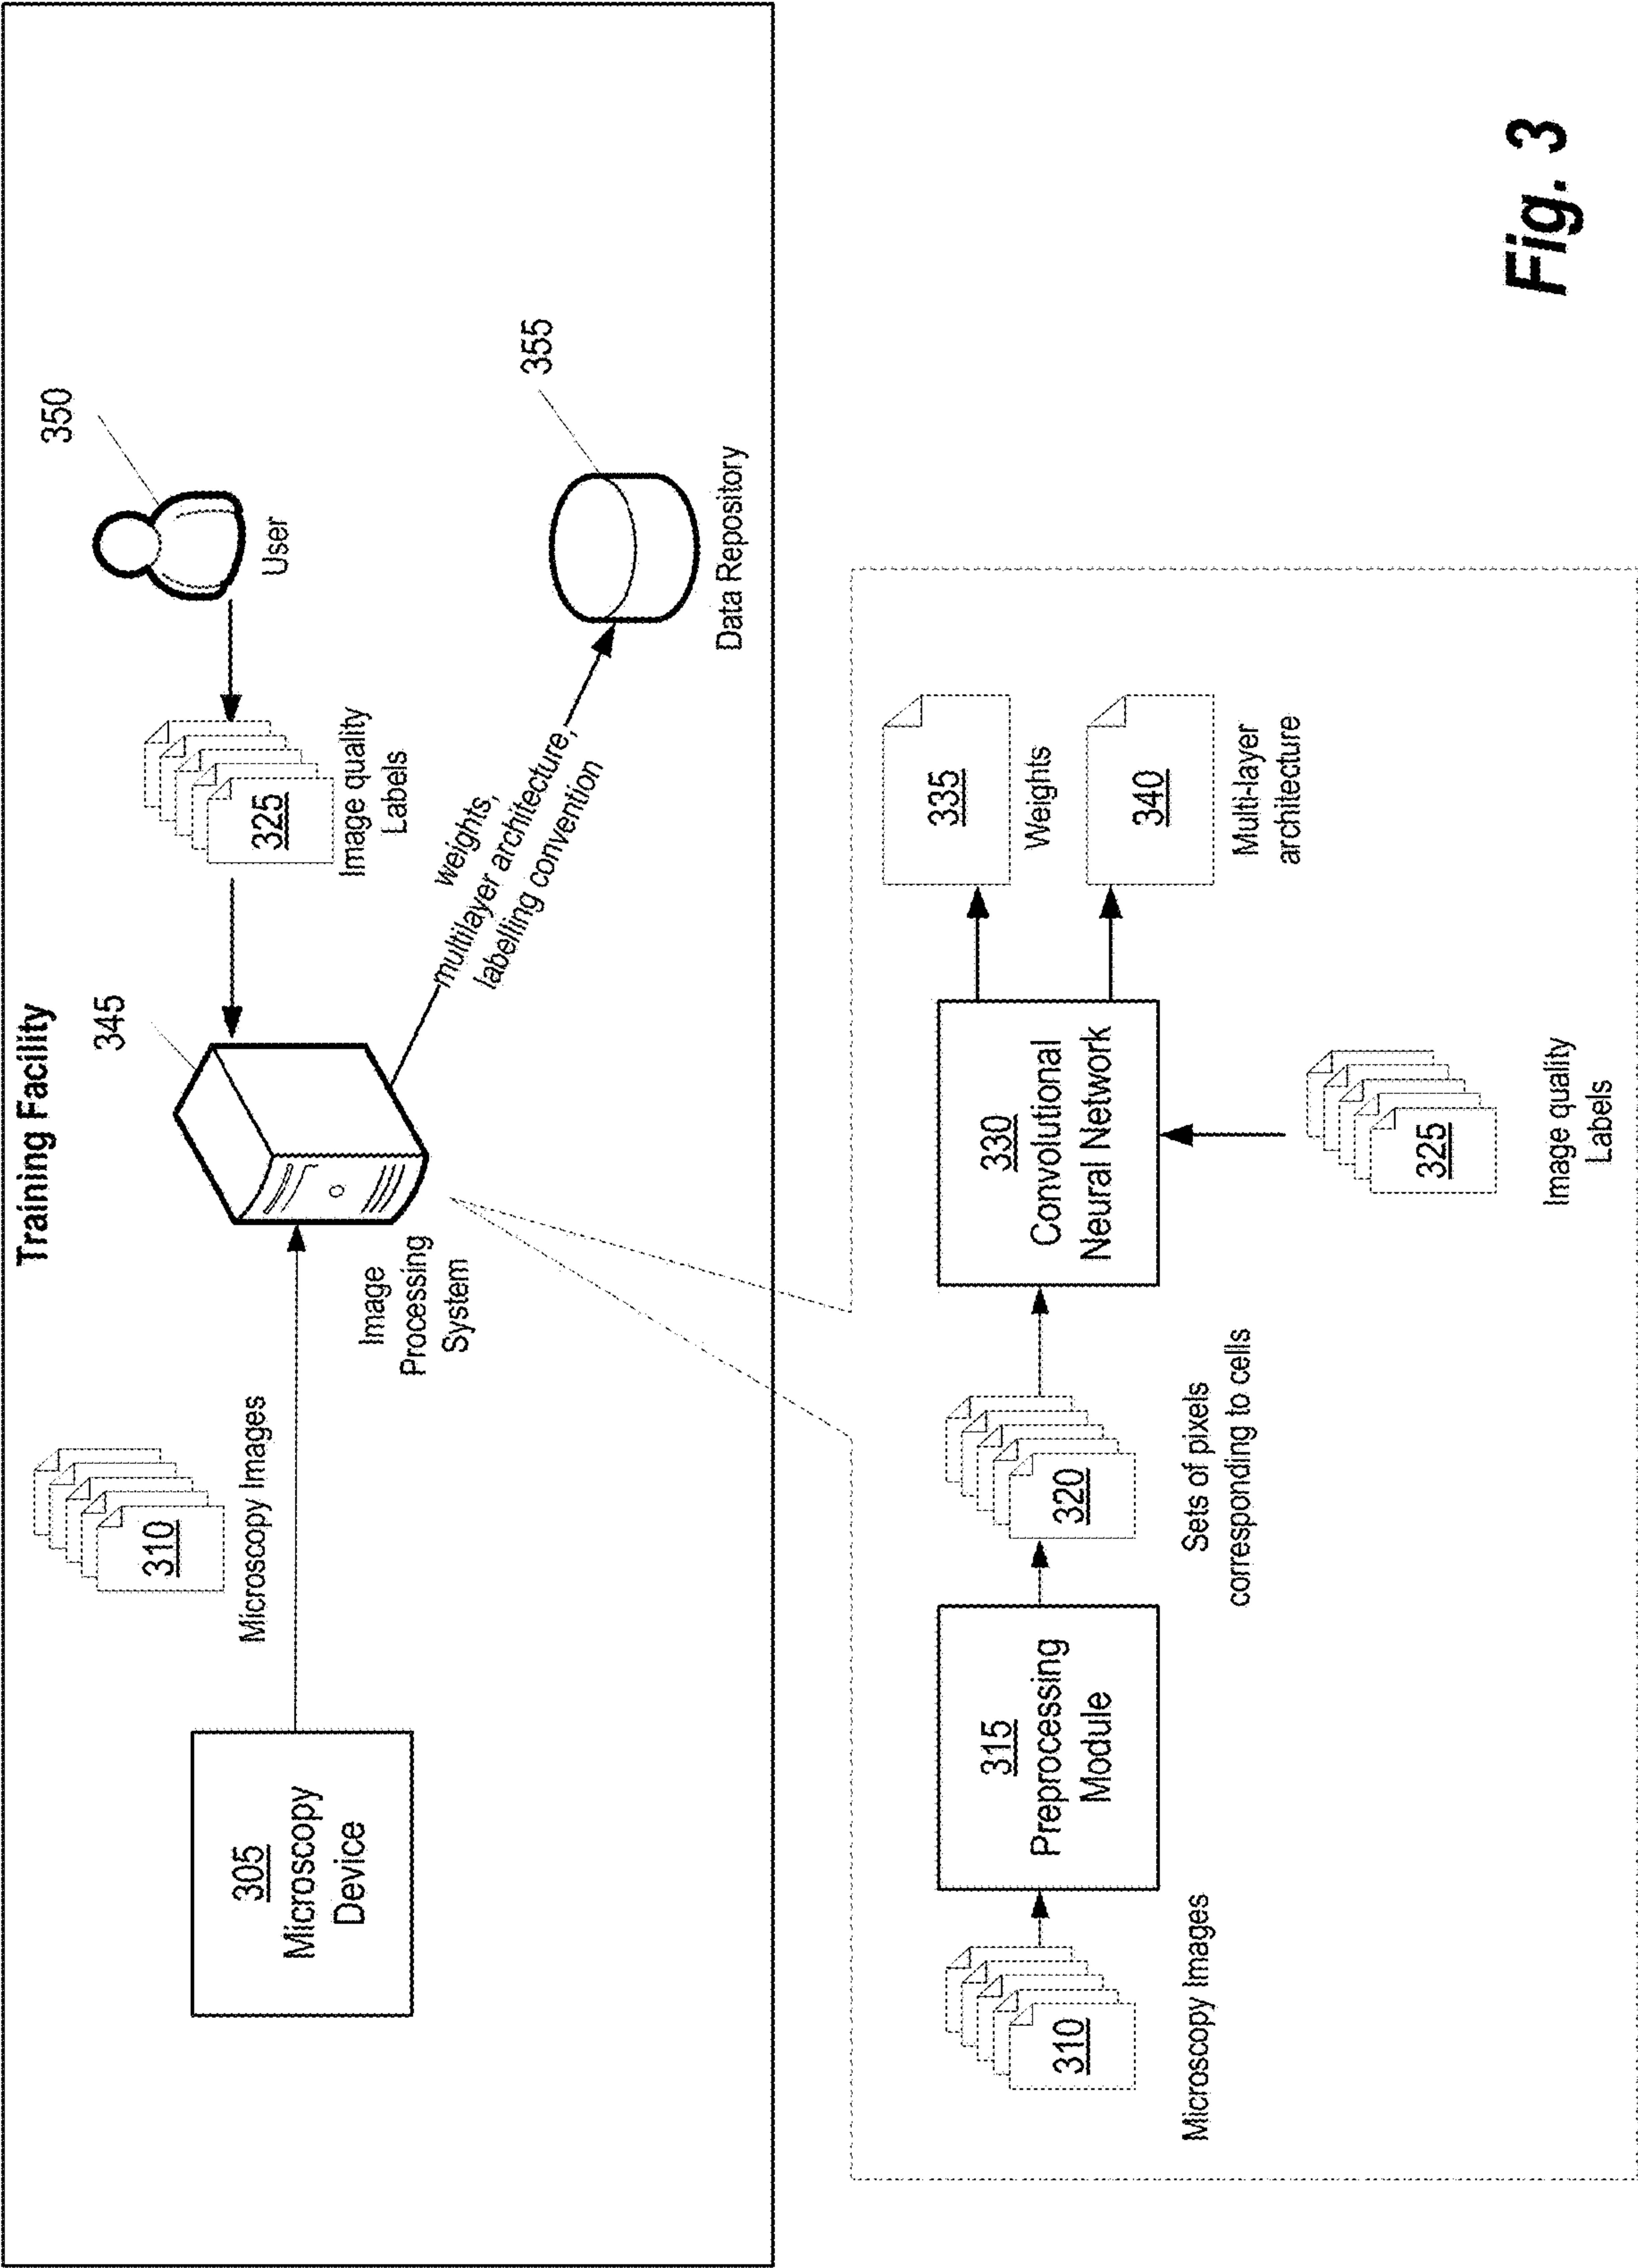 Training Facility
305
Microscopy
Device
310
Microscopy Images
345
Image
Processing
System
325
Image quality
Labels
350
User
weights,
multilayer architecture,
labelling convention
355
Data Repository
310
Microscopy Images
315
Preprocessing
Module
320
Sets of pixels
corresponding to cells
330
Convolutional
Neural Network
325
Image quality
Labels
335
Weights
340
Multi-layer
architecture
Fig. 3